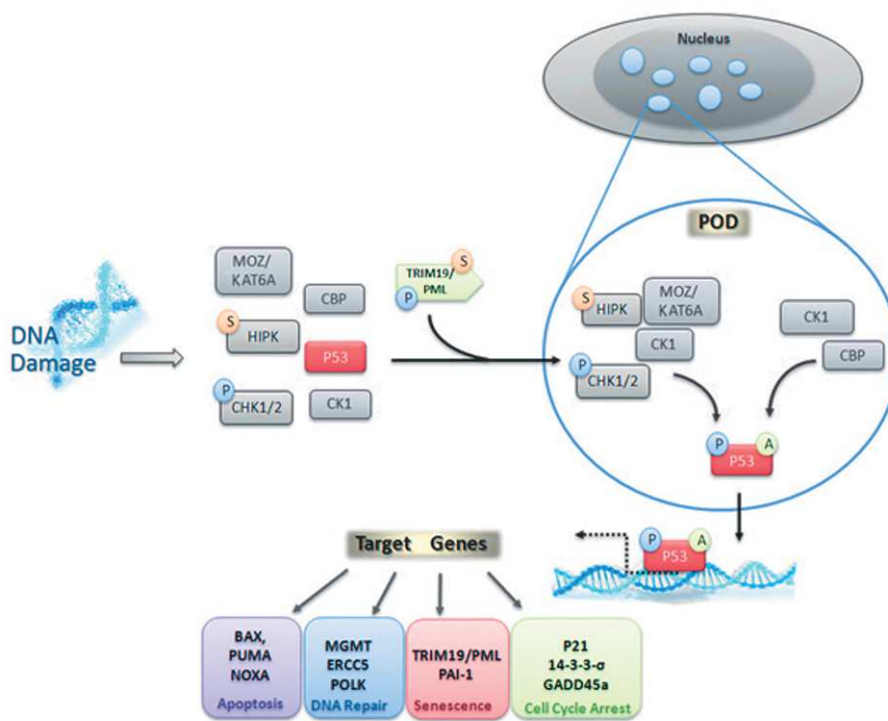 Nucleus
POD
DNA
Damage
MOZ/
KAT6A
CBP
S
HIPK
P53
P
CHK1/2
CK1
TRIM19/
PML
S
P
S
HIPK
MOZ/
KAT6A
CK1
P
CHK1/2
CK1
CBP
P
A
P53
P
A
P53
Target Genes
BAX,
PUMA
NOXA
Apoptosis
MGMT
ERCC5
POLK
DNA Repair
TRIM19/PML
PAI-1
Senescence
P21
14-3-3-σ
GADD45a
Cell Cycle Arrest